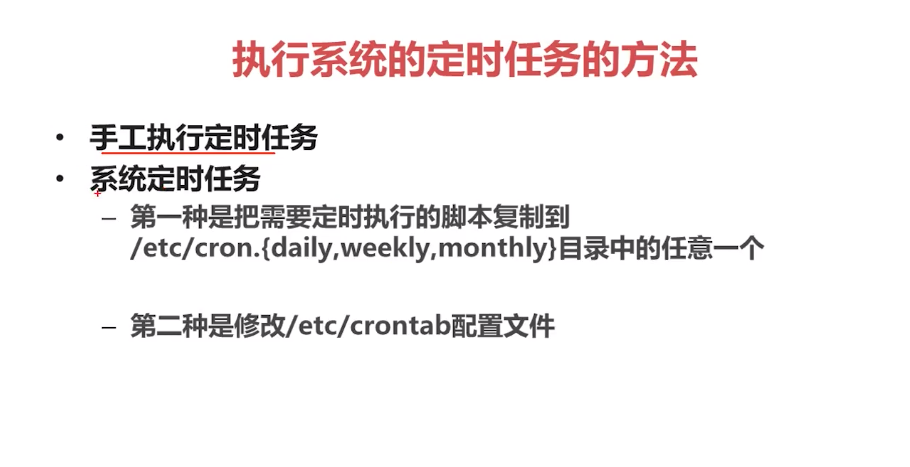 执行系统的定时任务的方法
• 手工执行定时任务
• 系统定时任务
– 第一种是把需要定时执行的脚本复制到
/etc/cron.{daily,weekly,monthly}目录中的任意一个
– 第二种是修改/etc/crontab配置文件